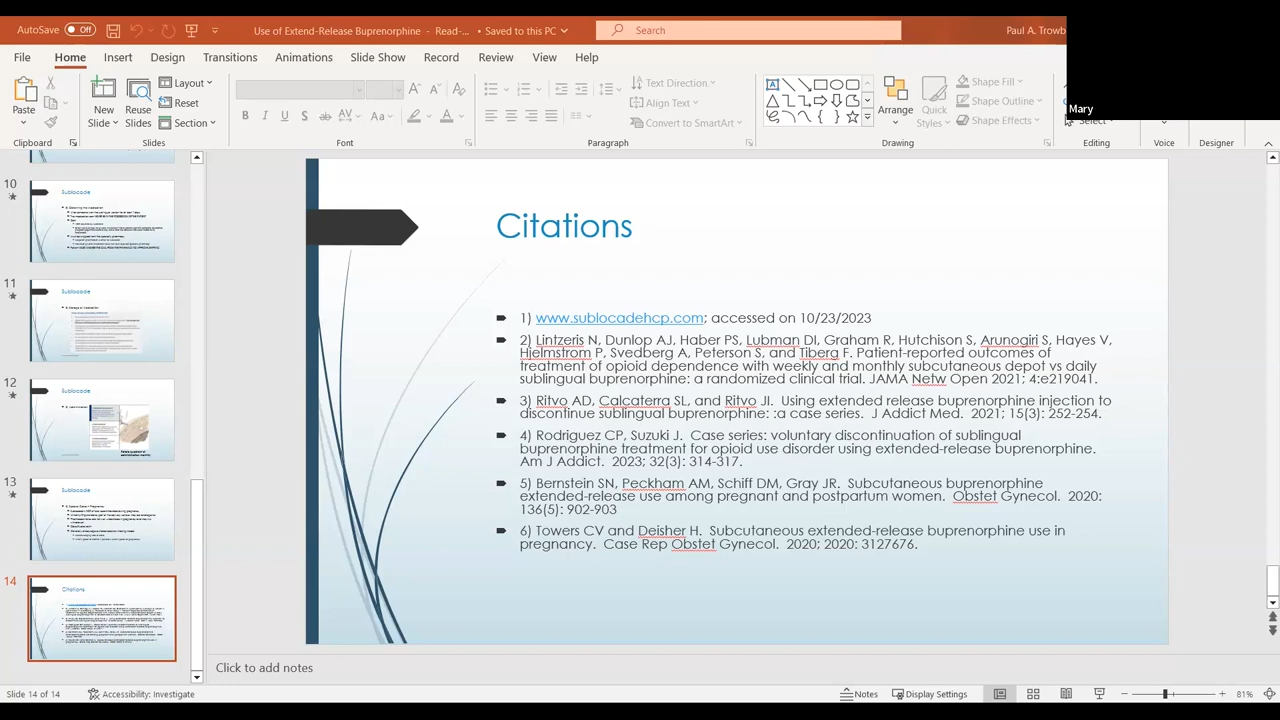 AutoSave Off Use of Extend-Release Buprenorphine - Read-... • Saved to this PC Search Paul A. Trowb
File Home Insert Design Transitions Animations Slide Show Record Review View Help
Mary
Paste New Slide Reuse Slides Layout Reset Section
Text Direction Align Text Convert to SmartArt
Arrange Quick Styles Shape Fill Shape Outline Shape Effects Select
Clipboard Slides Font Paragraph Drawing Editing Voice Designer
10
Sublocade
11
Sublocade
12
Sublocade
13
Sublocade
14
Citations
Citations
1) www.sublocadehcp.com; accessed on 10/23/2023
2) Lintzeris N, Dunlop AJ, Haber PS, Lubman DI, Graham R, Hutchison S, Arunogiri S, Hayes V,
Hjelmstrom P, Svedberg A, Peterson S, and Tiberg F. Patient-reported outcomes of
treatment of opioid dependence with weekly and monthly subcutaneous depot vs daily
sublingual buprenorphine: a randomized clinical trial. JAMA Netw Open 2021; 4:e219041.
3) Ritvo AD, Calcaterra SL, and Ritvo JI. Using extended release buprenorphine injection to
discontinue sublingual buprenorphine: :a case series. J Addict Med. 2021; 15(3): 252-254.
4) Rodriguez CP, Suzuki J. Case series: voluntary discontinuation of sublingual
buprenorphine treatment for opioid use disorder using extended-release buprenorphine.
Am J Addict. 2023; 32(3): 314-317.
5) Bernstein SN, Peckham AM, Schiff DM, Gray JR. Subcutaneous buprenorphine
extended-release use among pregnant and postpartum women. Obstet Gynecol. 2020:
136(5): 902-903
6) Towers CV and Deisher H. Subcutaneous extended-release buprenorphine use in
pregnancy. Case Rep Obstet Gynecol. 2020; 2020: 3127676.
Click to add notes
Slide 14 of 14 Accessibility: Investigate Notes Display Settings 81%